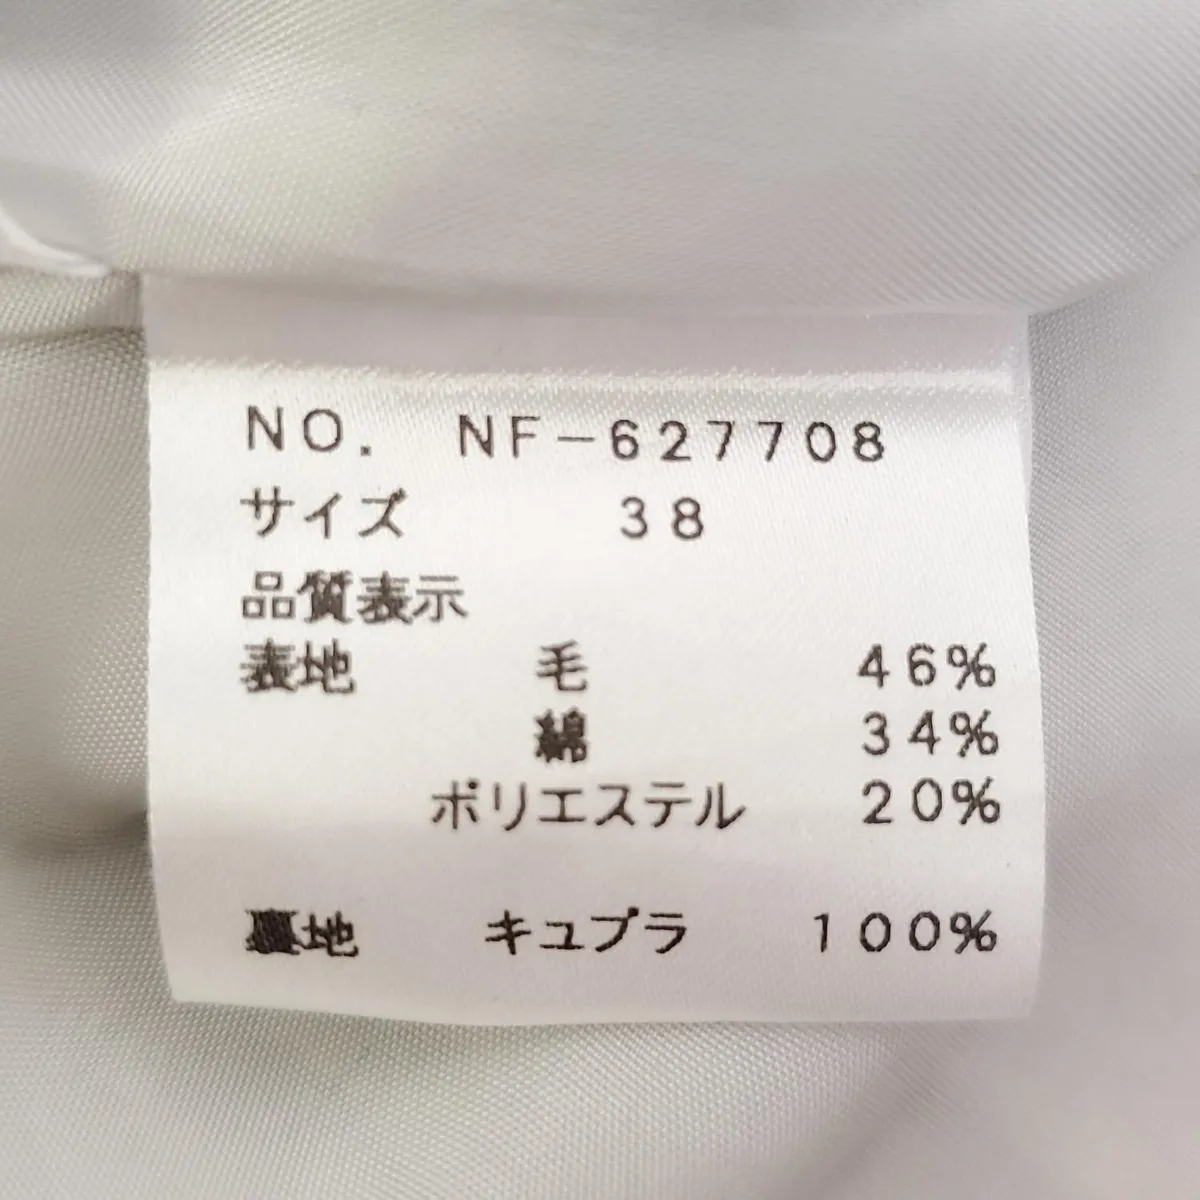 NO. NF-627708
サイズ 38
品質表示
表地 毛 46%
綿 34%
ポリエステル 20%
裏地 キュプラ 100%